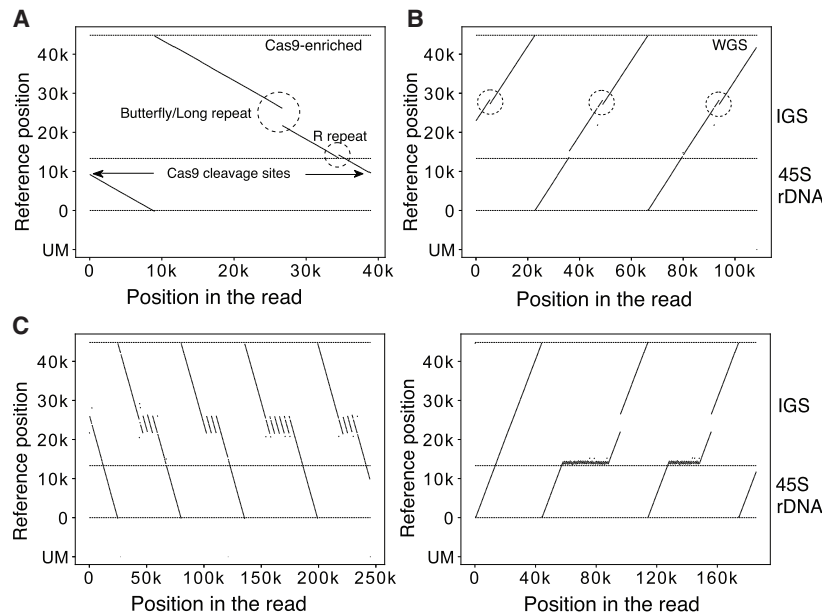 A
Cas9-enriched
40k
30k
Butterfly/Long repeat
20k
R repeat
10k
Cas9 cleavage sites
0
UM
Reference position
0 10k 20k 30k 40k
Position in the read
B
WGS
40k
30k
20k
10k
0
UM
Reference position
IGS
45S
rDNA
0 20k 40k 60k 80k 100k
Position in the read
C
40k
30k
20k
10k
0
UM
Reference position
0 50k 100k 150k 200k 250k
Position in the read
40k
30k
20k
10k
0
UM
Reference position
IGS
45S
rDNA
0 40k 80k 120k 160k
Position in the read